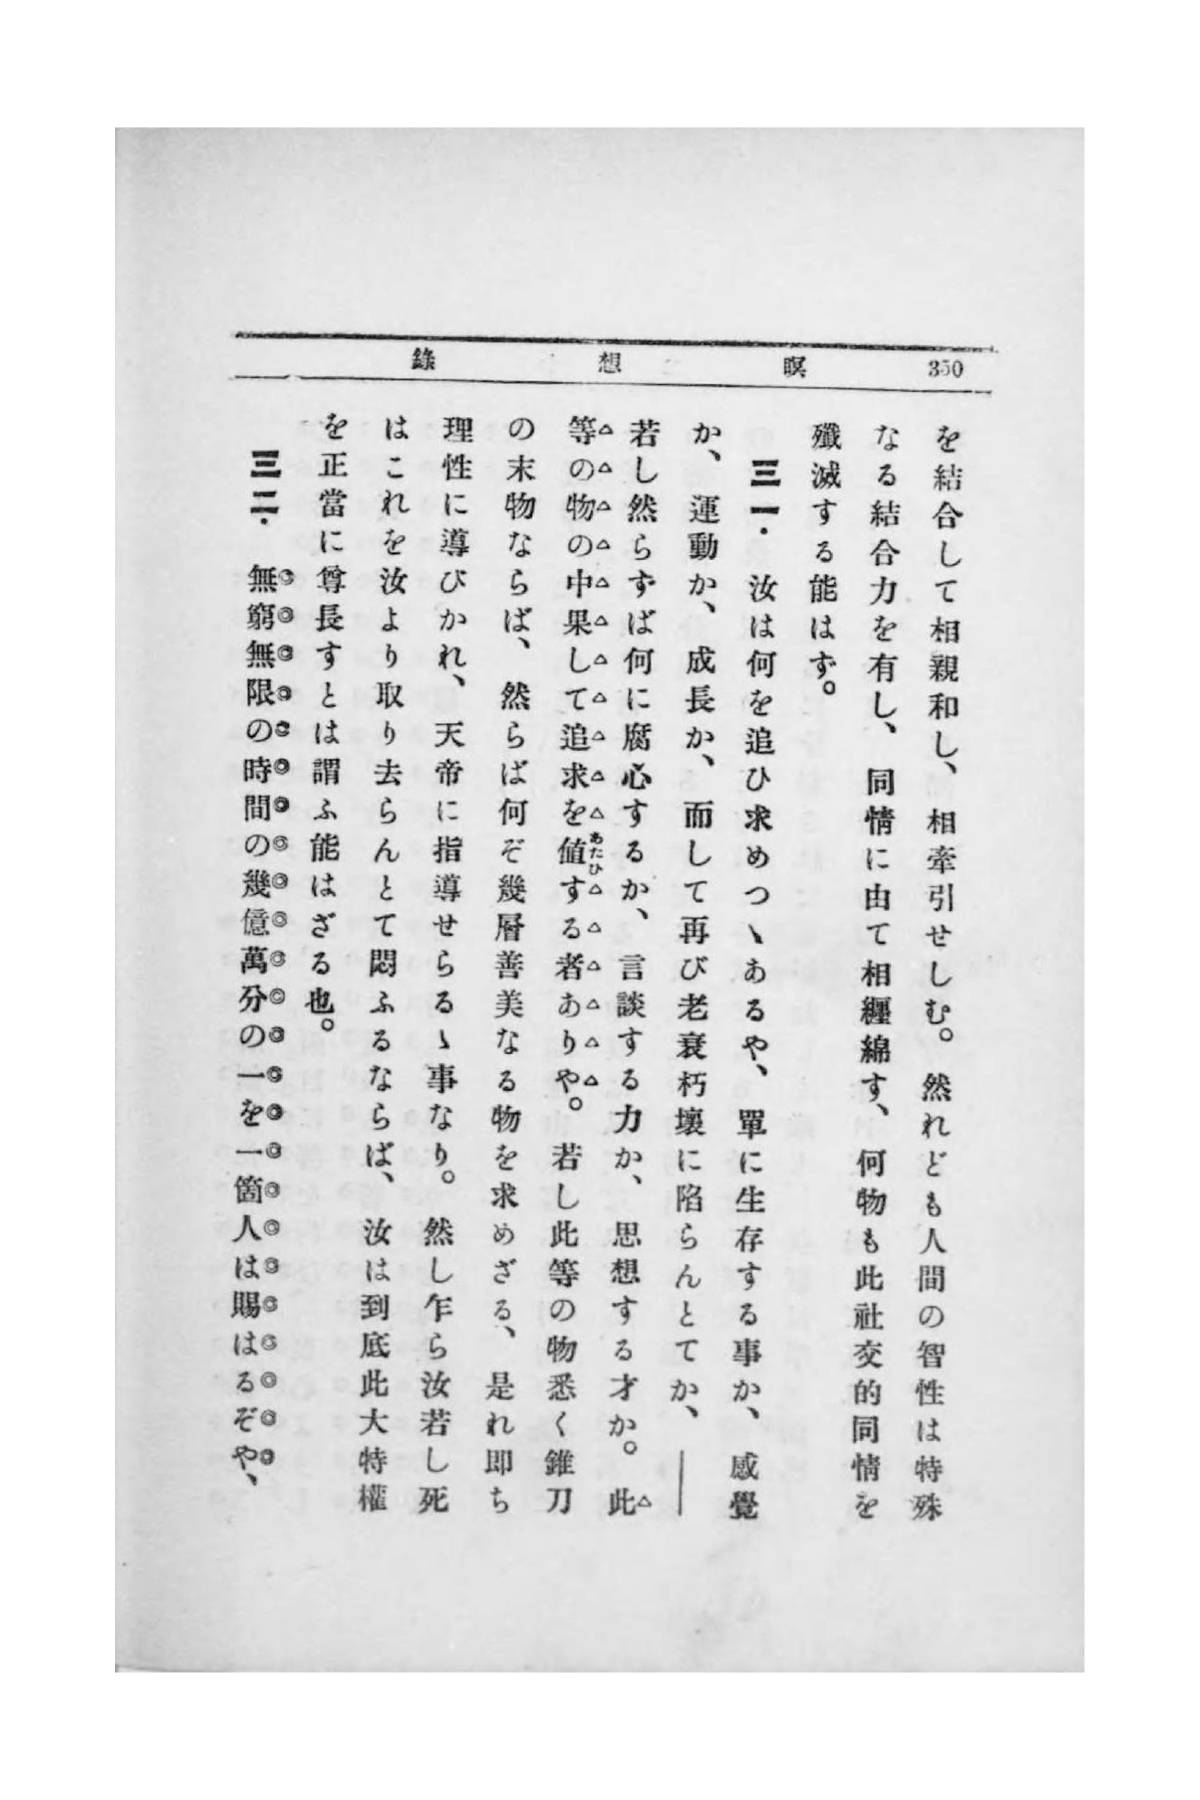 350 瞑想錄
を結合して相親和し、相牽引せしむ。然れども人間の智性は特殊
なる結合力を有し、同情に由て相纒綿す、何物も此社交的同情を
殲滅する能はず。
三一. 汝は何を追ひ求めつゝあるや、單に生存する事か、感覺
か、運動か、成長か、而して再び老衰朽壞に陷らんとてか、――
若し然らずば何に腐心するか、言談する力か、思想する才か。此
等の物の中果して追求を値する者ありや。若し此等の物悉く錐刀
あたひ
の末物ならば、然らば何ぞ幾層善美なる物を求めざる、是れ即ち
理性に導びかれ、天帝に指導せらるゝ事なり。然し乍ら汝若し死
はこれを汝より取り去らんとて悶ふるならば、汝は到底此大特權
を正當に尊長すとは謂ふ能はざる也。
三二. 無窮無限の時間の幾億萬分の一を一箇人は賜はるぞや、